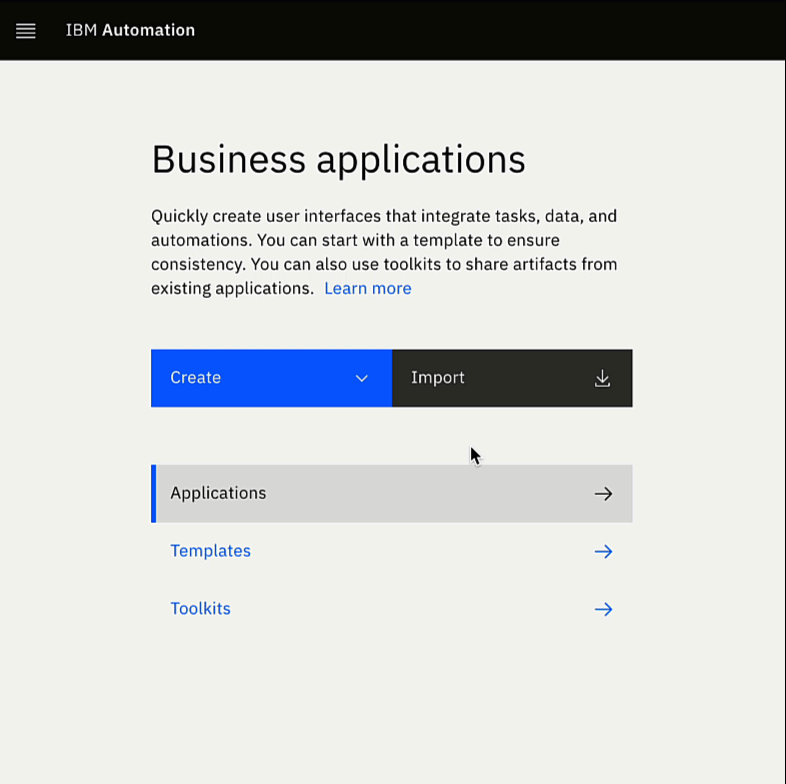 IBM Automation
Business applications
Quickly create user interfaces that integrate tasks, data, and
automations. You can start with a template to ensure
consistency. You can also use toolkits to share artifacts from
existing applications. Learn more
Create
Import
Applications
Templates
Toolkits